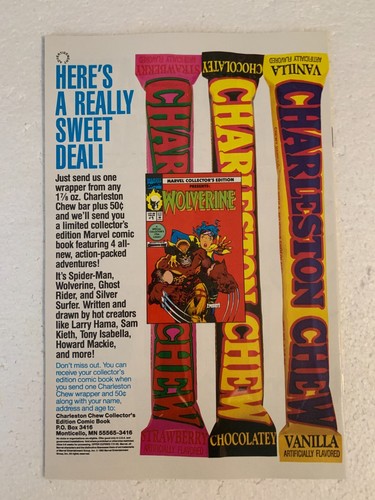 HERE'S
A REALLY
SWEET
DEAL!
Just send us one
wrapper from any
1⅞ oz. Charleston
Chew bar plus 50¢
and we'll send you
a limited collector's
edition Marvel comic
book featuring 4 all-
new, action-packed
adventures!
It's Spider-Man,
Wolverine, Ghost
Rider, and Silver
Surfer. Written and
drawn by hot creators
like Larry Hama, Sam
Kieth, Tony Isabella,
Howard Mackie,
and more!
Don't miss out. You can
receive your collector's
edition comic book when
you send one Charleston
Chew wrapper and 50¢
along with your name,
address and age to:
Charleston Chew Collector's
Edition Comic Book
P.O. Box 3416
Monticello, MN 55565-3416
STRAWBERRY
ARTIFICIALLY FLAVORED
CHARLESTON CHEW
STRAWBERRY
CHOCOLATEY
CHARLESTON CHEW
CHOCOLATEY
VANILLA
ARTIFICIALLY FLAVORED
CHARLESTON CHEW
VANILLA
ARTIFICIALLY FLAVORED
MARVEL COLLECTOR'S EDITION
PRESENTS:
WOLVERINE